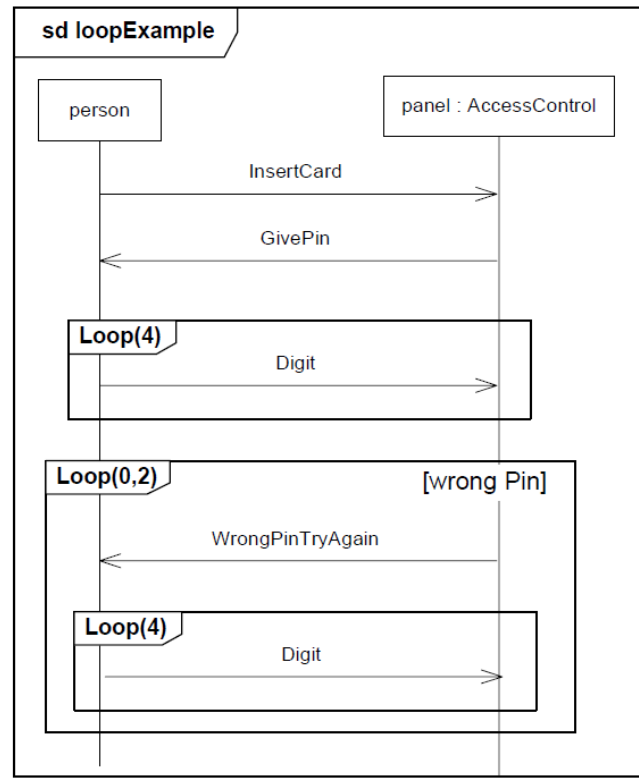 sd loopExample
person
panel : AccessControl
InsertCard
GivePin
Loop(4)
Digit
Loop(0,2)
[wrong Pin]
WrongPinTryAgain
Loop(4)
Digit